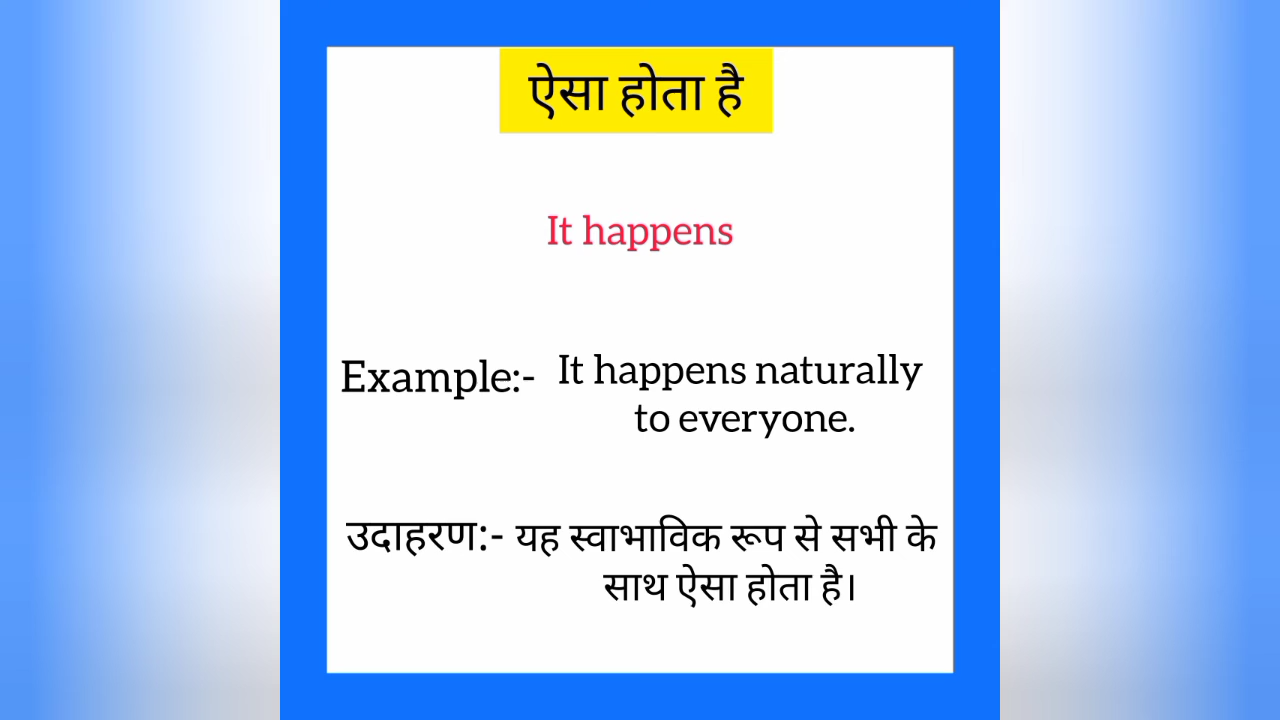 ऐसा होता है
It happens
Example:- It happens naturally
to everyone.
उदाहरण:- यह स्वाभाविक रूप से सभी के
साथ ऐसा होता है।